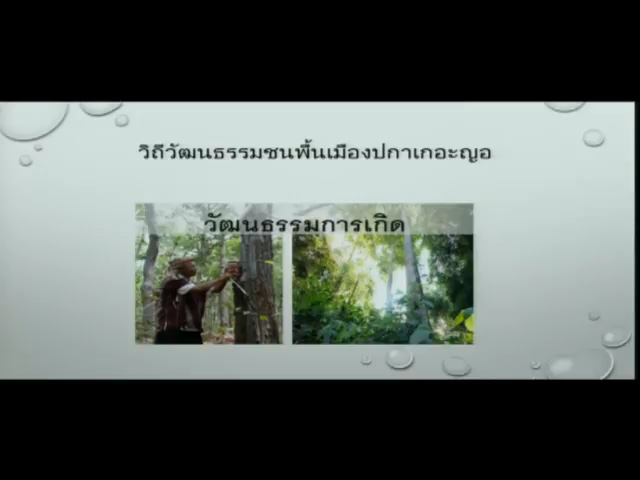 วิถีวัฒนธรรมชนพื้นเมืองปกาเกอะญอ
วัฒนธรรมการเกิด